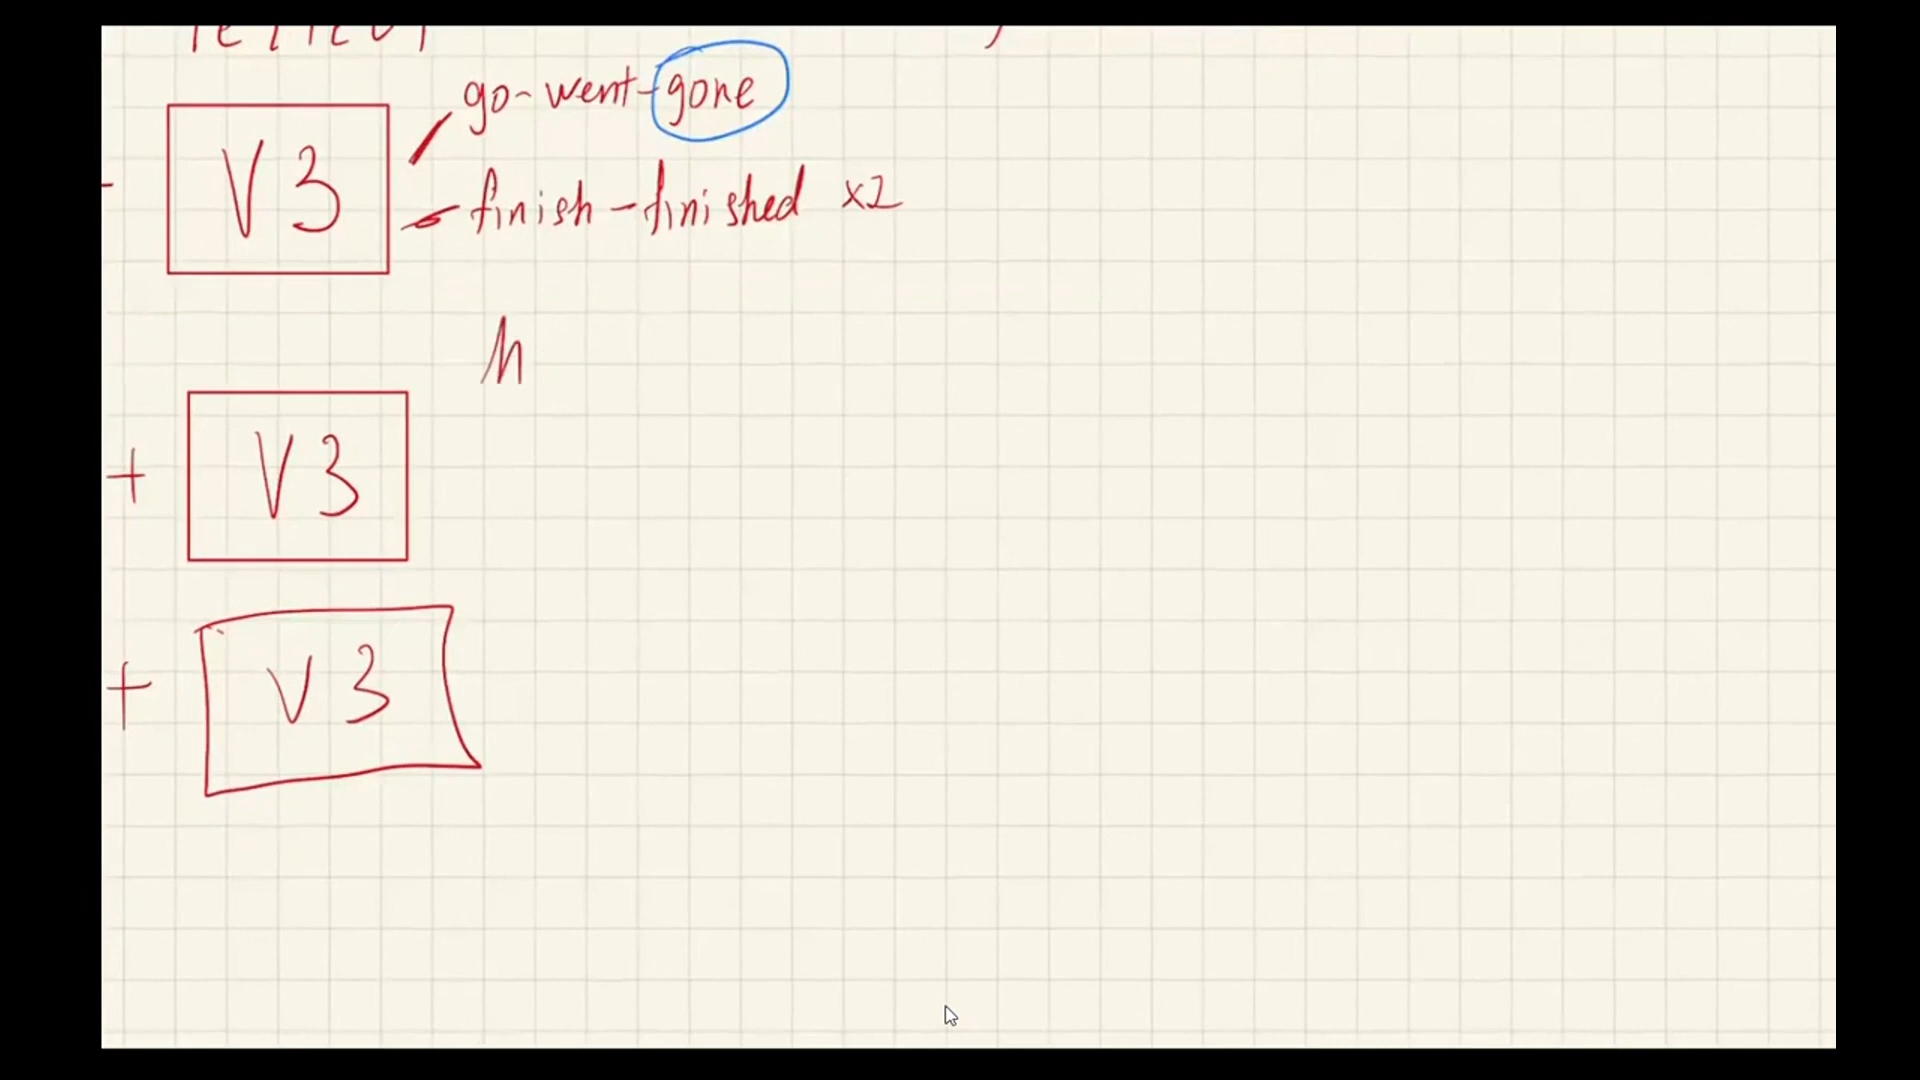 go-went-gone
V3
finish-finished x2
h
+ V3
+ V3